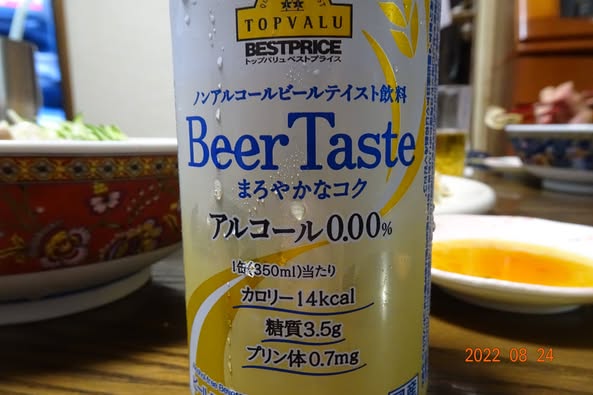 TOPVALU
BESTPRICE
トップバリュ ベストプライス
ノンアルコールビールテイスト飲料
Beer Taste
まろやかなコク
アルコール0.00%
1缶(350ml)当たり
カロリー14kcal
糖質3.5g
プリン体0.7mg
2022 08 24